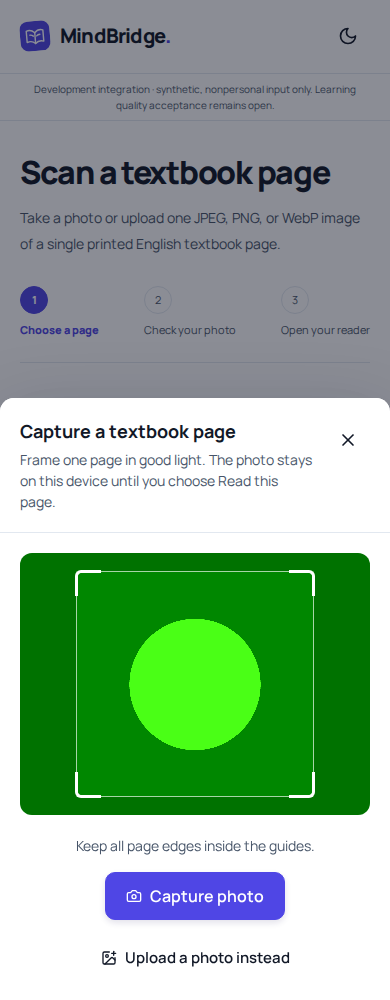 MindBridge.
Development integration · synthetic, nonpersonal input only. Learning
quality acceptance remains open.
Scan a textbook page
Take a photo or upload one JPEG, PNG, or WebP image
of a single printed English textbook page.
1
2
3
Choose a page
Check your photo
Open your reader
Capture a textbook page
Frame one page in good light. The photo stays
on this device until you choose Read this
page.
Keep all page edges inside the guides.
Capture photo
Upload a photo instead